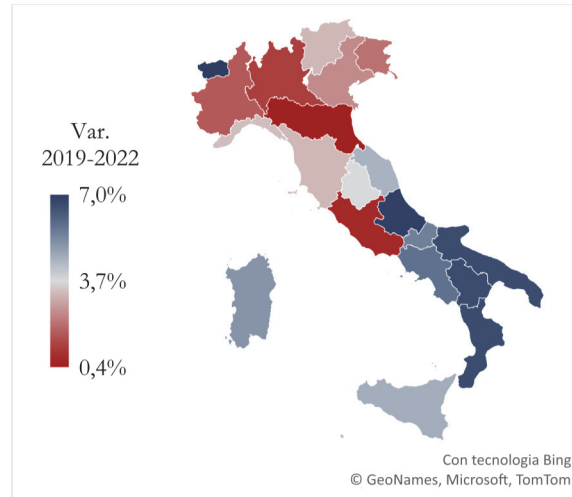 Var.
2019-2022
7,0%
3,7%
0,4%
Con tecnologia Bing
© GeoNames, Microsoft, TomTom